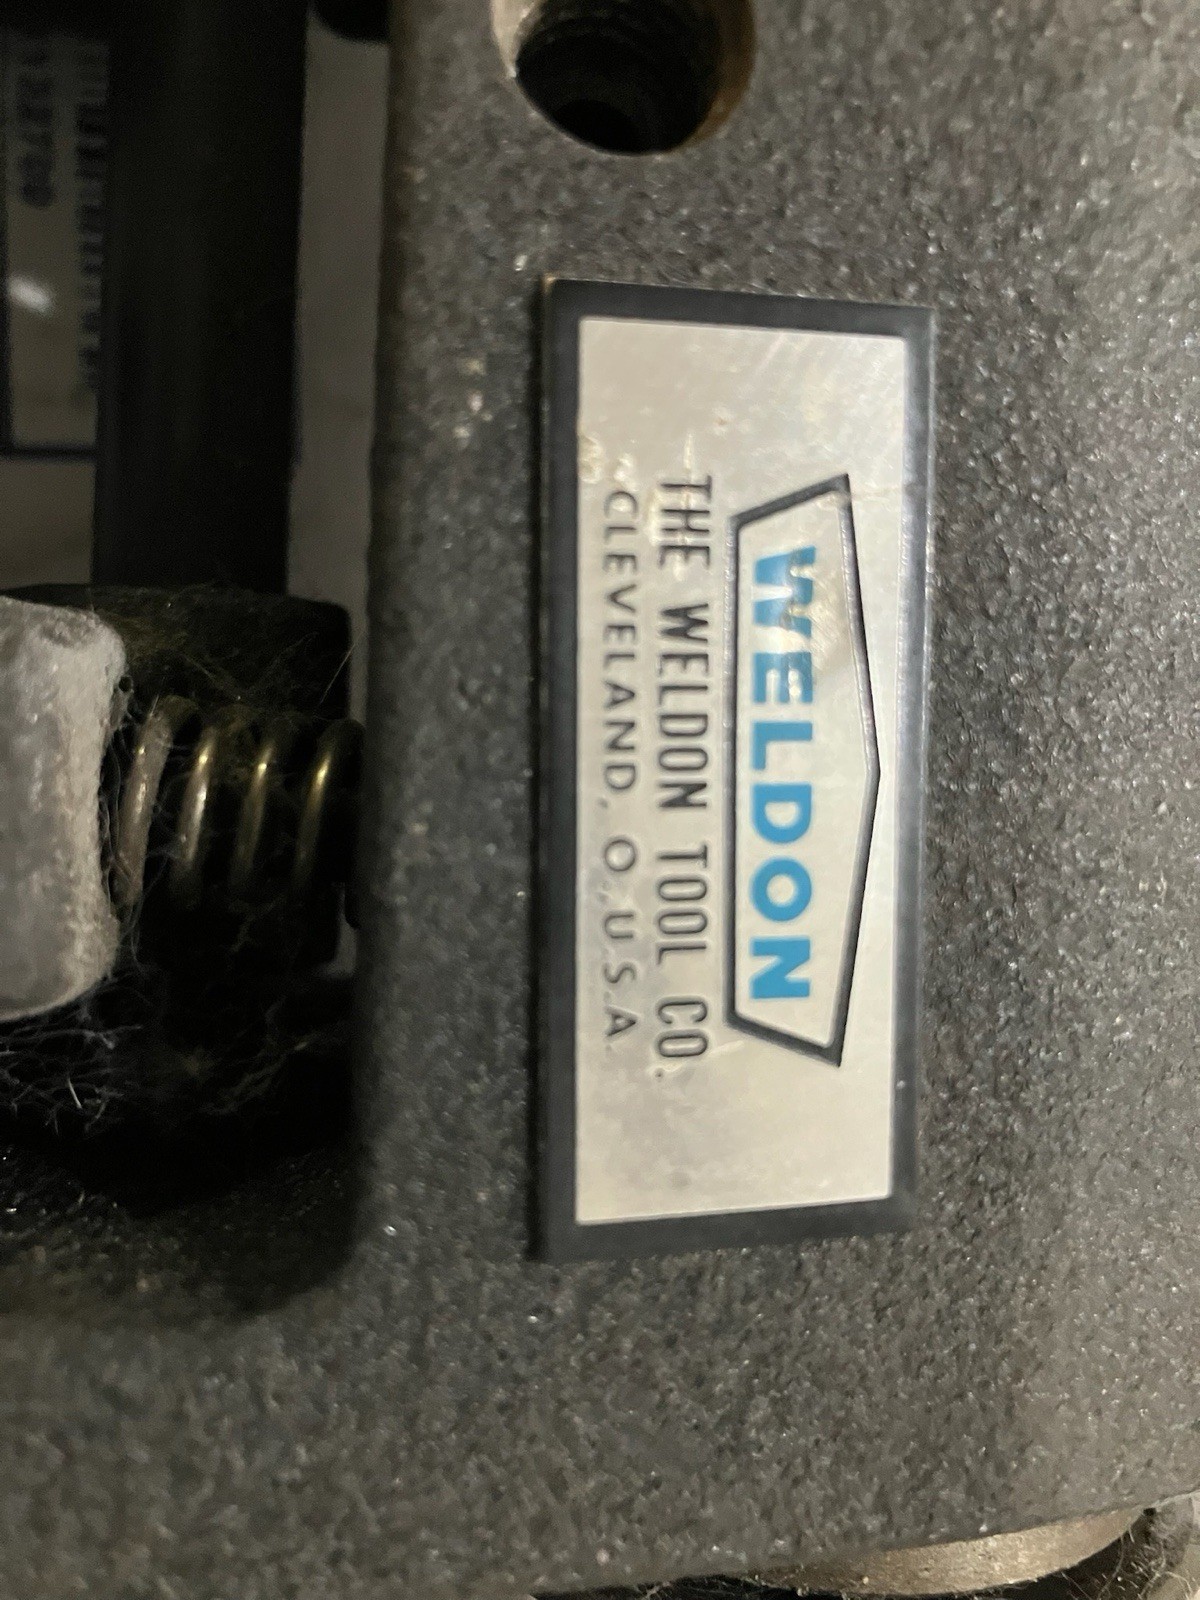 WELDON
THE WELDON TOOL CO.
CLEVELAND, O., U.S.A.